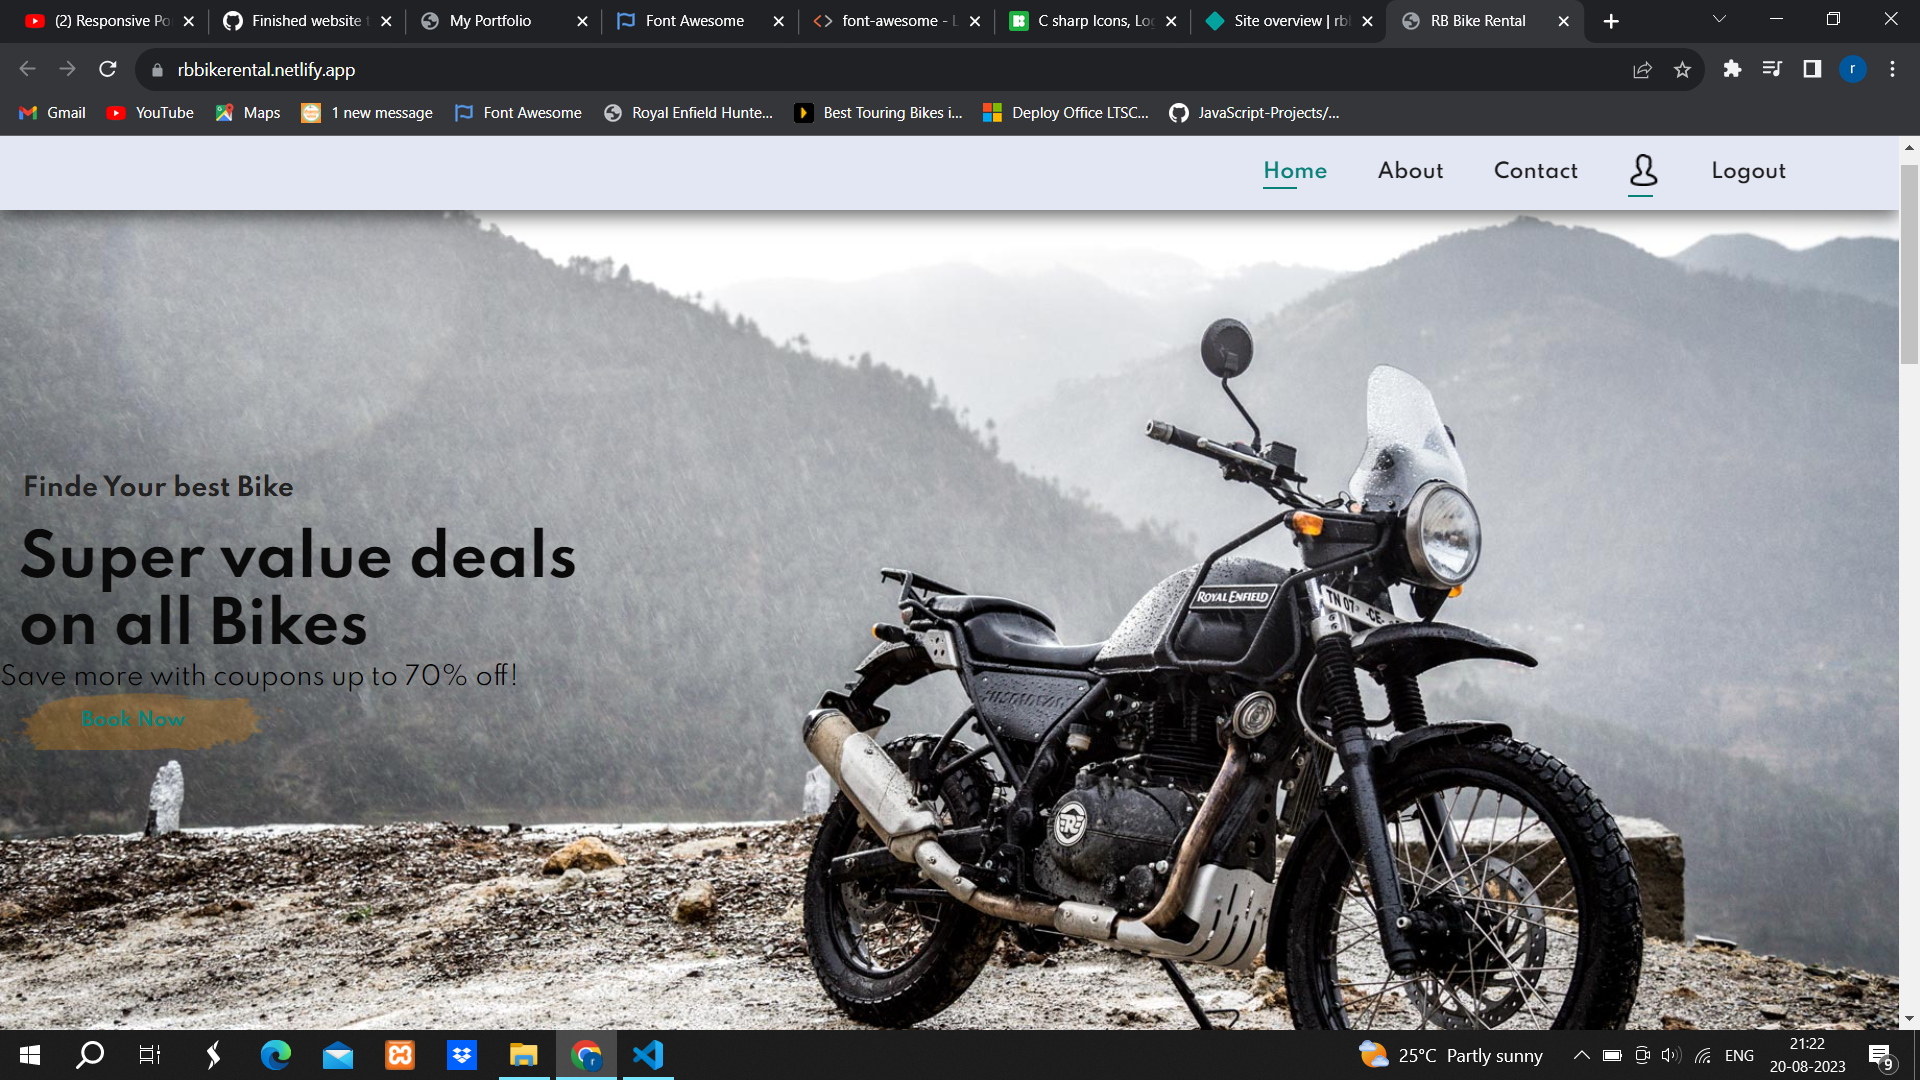 (2) Responsive Po
Finished website t
My Portfolio
Font Awesome
font-awesome - L
C sharp Icons, Log
Site overview | rbb
RB Bike Rental
rbbikerental.netlify.app
r
Gmail
YouTube
Maps
1 new message
Font Awesome
Royal Enfield Hunte...
Best Touring Bikes i...
Deploy Office LTSC...
JavaScript-Projects/...
Home
About
Contact
Logout
Finde Your best Bike
Super value deals
on all Bikes
Save more with coupons up to 70% off!
Book Now
ROYAL ENFIELD
TN 07
CE
HIMALAYAN
25°C Partly sunny
ENG
21:22
20-08-2023
9